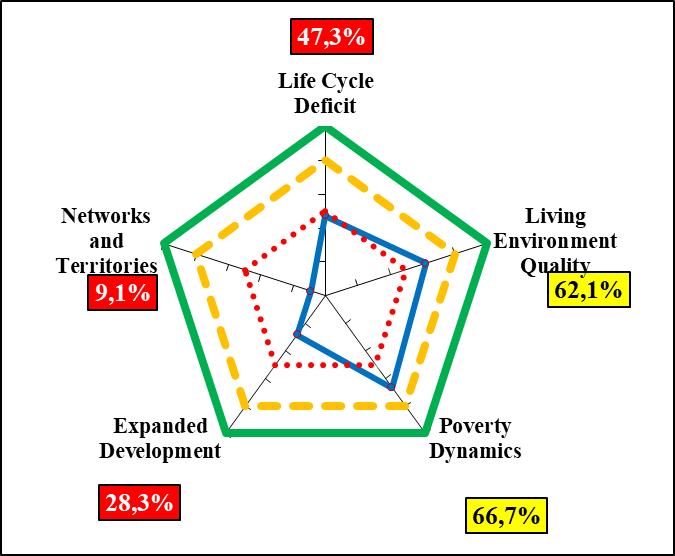 47,3%
Life Cycle
Deficit
Networks
and
Territories
9,1%
Living
Environment
Quality
62,1%
Expanded
Development
28,3%
Poverty
Dynamics
66,7%